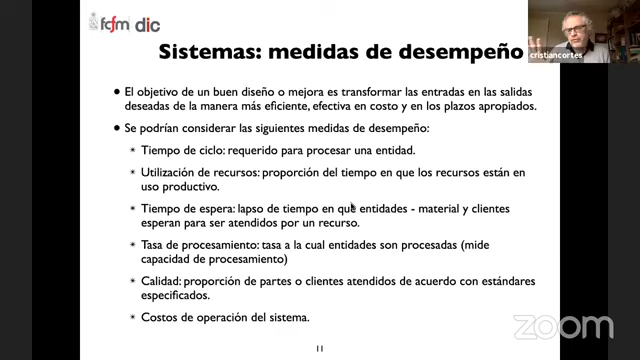 fcfm dic
Sistemas: medidas de desempeño
cristiancortes
● El objetivo de un buen diseño o mejora es transformar las entradas en las salidas
deseadas de la manera más eficiente, efectiva en costo y en los plazos apropiados.
● Se podrían considerar las siguientes medidas de desempeño:
* Tiempo de ciclo: requerido para procesar una entidad.
* Utilización de recursos: proporción del tiempo en que los recursos están en
uso productivo.
* Tiempo de espera: lapso de tiempo en que entidades - material y clientes
esperan para ser atendidos por un recurso.
* Tasa de procesamiento: tasa a la cual entidades son procesadas (mide
capacidad de procesamiento)
* Calidad: proporción de partes o clientes atendidos de acuerdo con estándares
especificados.
* Costos de operación del sistema.
zoom
11